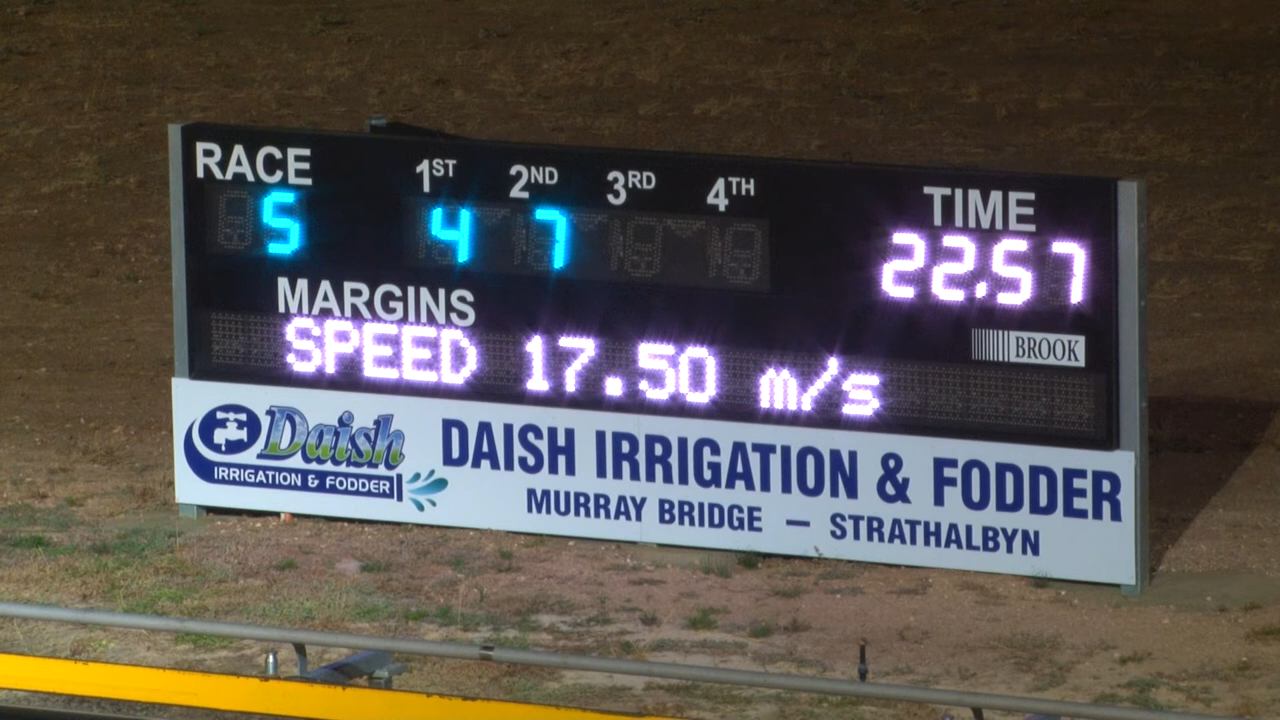 RACE 1ST 2ND 3RD 4TH TIME
5 4 7 22.57
MARGINS
SPEED 17.50 m/s
BROOK
Daish
IRRIGATION & FODDER
DAISH IRRIGATION & FODDER
MURRAY BRIDGE – STRATHALBYN